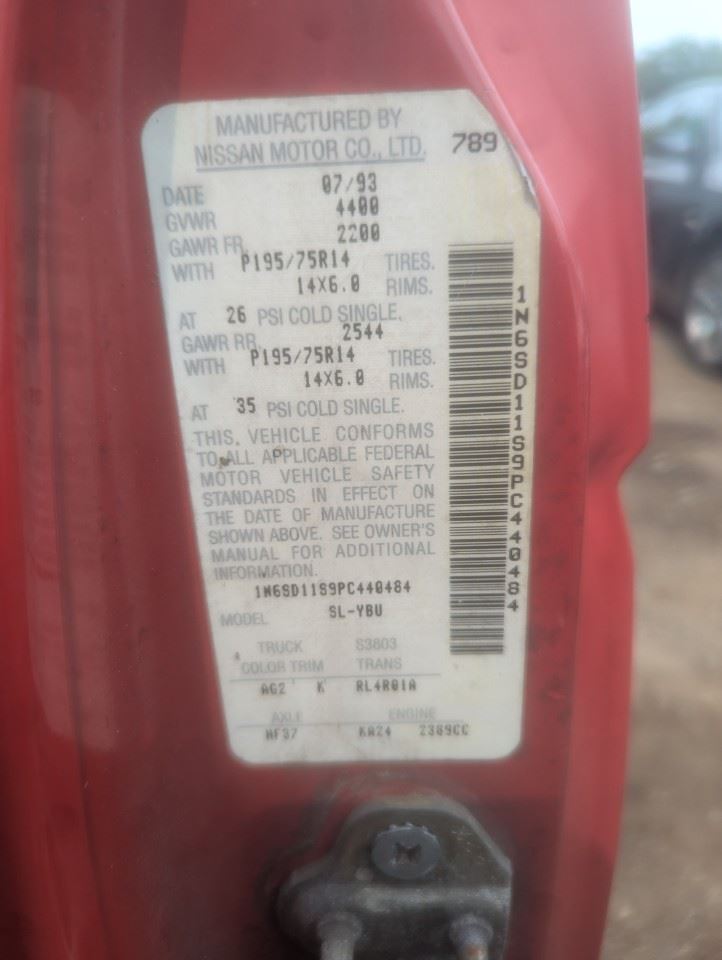 MANUFACTURED BY
NISSAN MOTOR CO., LTD. 789
DATE 07/93
GVWR 4400
GAWR FR. 2200
WITH P195/75R14 TIRES.
14X6.0 RIMS.
AT 26 PSI COLD SINGLE.
GAWR RR. 2544
WITH P195/75R14 TIRES.
14X6.0 RIMS.
AT 35 PSI COLD SINGLE.
THIS VEHICLE CONFORMS
TO ALL APPLICABLE FEDERAL
MOTOR VEHICLE SAFETY
STANDARDS IN EFFECT ON
THE DATE OF MANUFACTURE
SHOWN ABOVE. SEE OWNER'S
MANUAL FOR ADDITIONAL
INFORMATION.
1N6SD11S9PC440484
MODEL SL-YBU
TRUCK S3803
COLOR TRIM TRANS
AG2 K RL4R01A
AXLE ENGINE
HF37 KA24 2389CC
1N6SD11S9PC440484